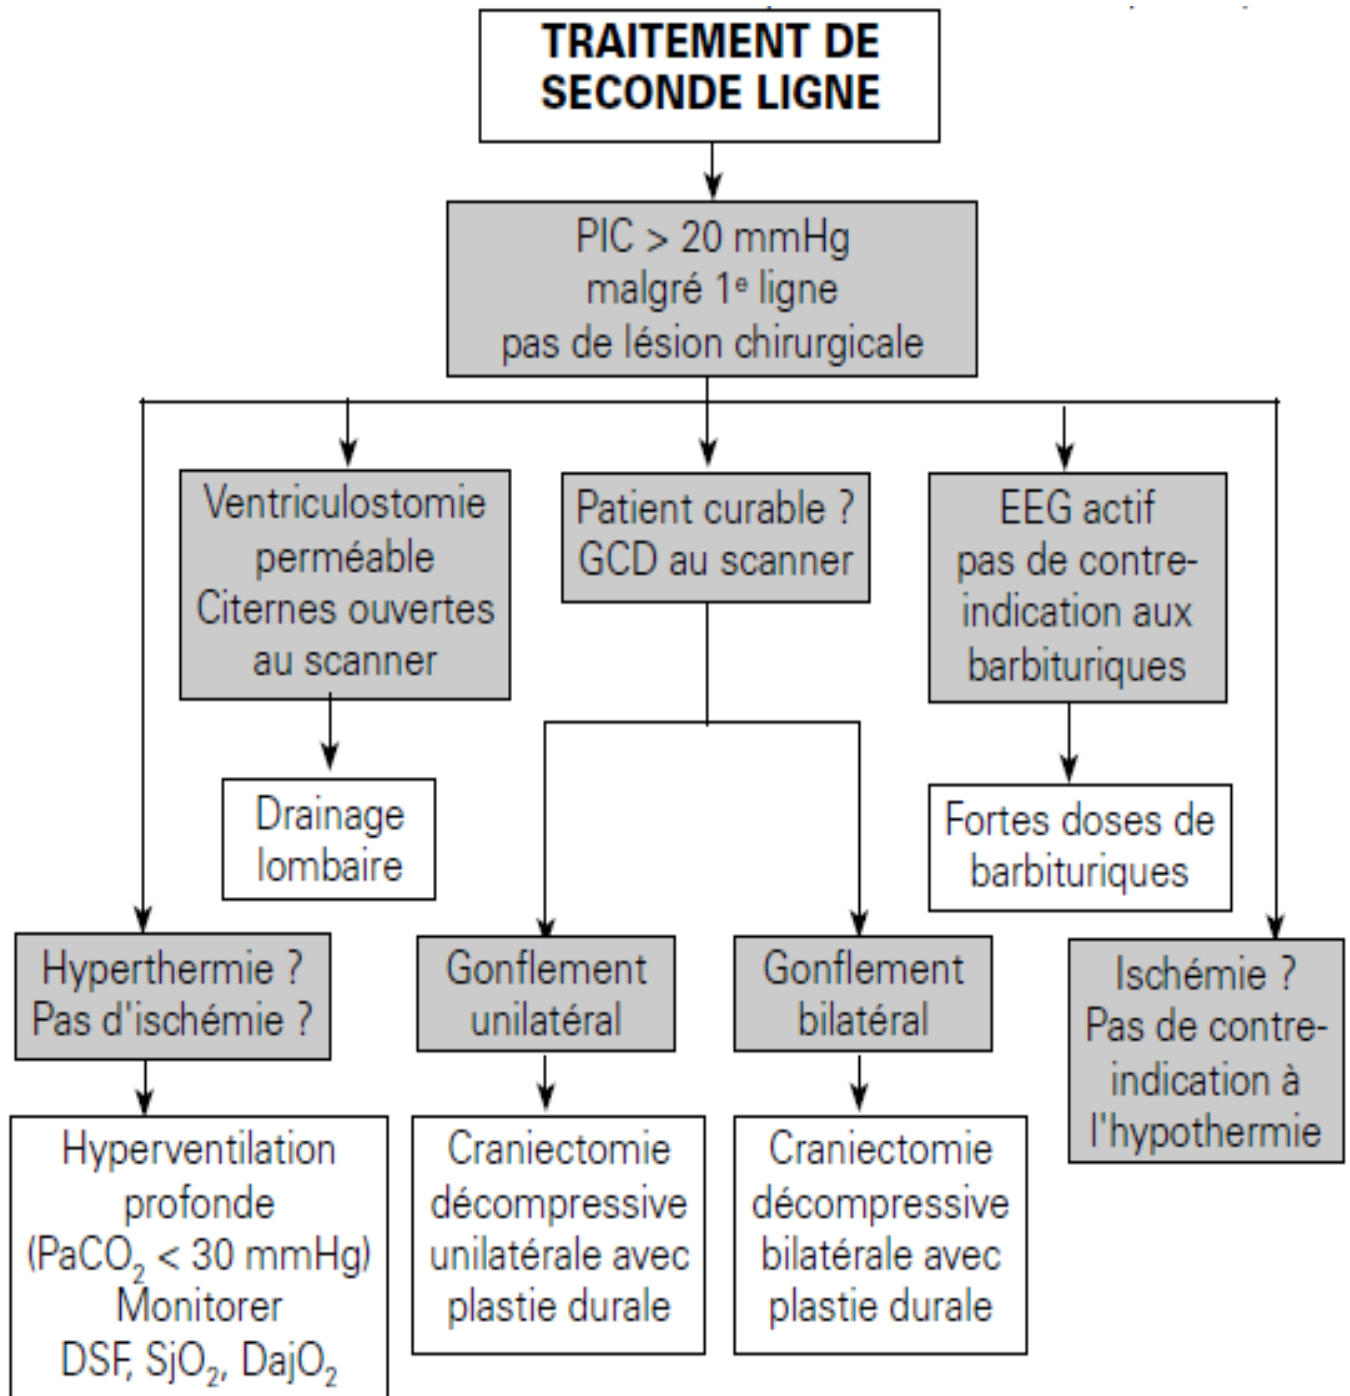 TRAITEMENT DE
SECONDE LIGNE
PIC > 20 mmHg
malgré 1e ligne
pas de lésion chirurgicale
Ventriculostomie
perméable
Citernes ouvertes
au scanner
Patient curable ?
GCD au scanner
EEG actif
pas de contre-
indication aux
barbituriques
Drainage
lombaire
Fortes doses de
barbituriques
Hyperthermie ?
Pas d'ischémie ?
Gonflement
unilatéral
Gonflement
bilatéral
Ischémie ?
Pas de contre-
indication à
l'hypothermie
Hyperventilation
profonde
(PaCO2 < 30 mmHg)
Monitorer
DSF, SjO2, DajO2
Craniectomie
décompressive
unilatérale avec
plastie durale
Craniectomie
décompressive
bilatérale avec
plastie durale